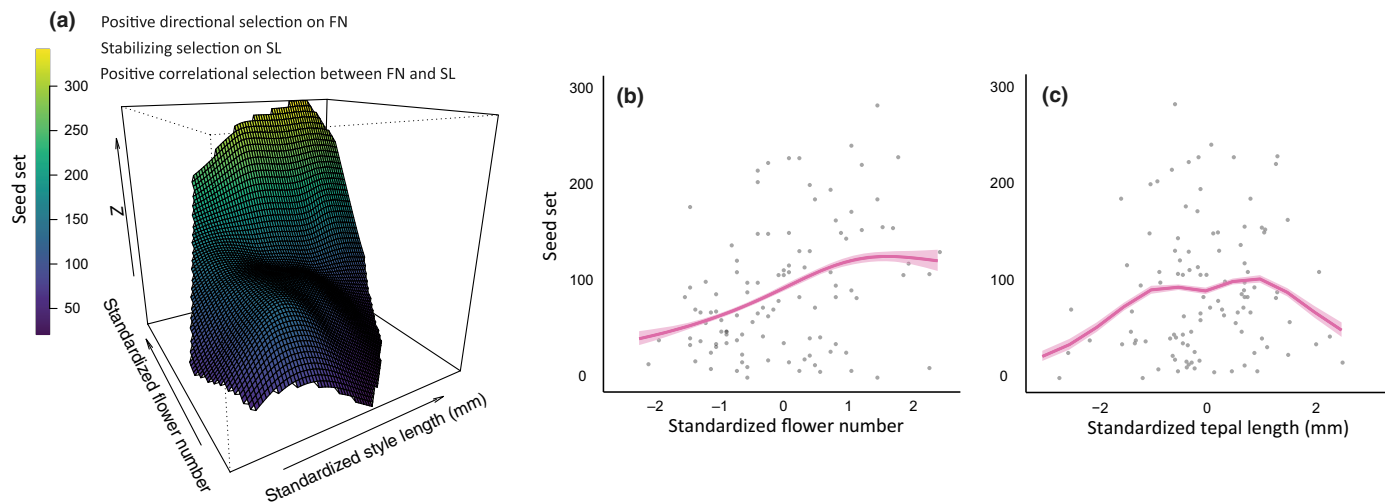 (a)
Positive directional selection on FN
Stabilizing selection on SL
Positive correlational selection between FN and SL
Seed set
300
250
200
150
100
50
Z
Standardized flower number
Standardized style length (mm)
(b)
Seed set
300
200
100
0
−2 −1 0 1 2
Standardized flower number
(c)
300
200
100
0
−2 0 2
Standardized tepal length (mm)